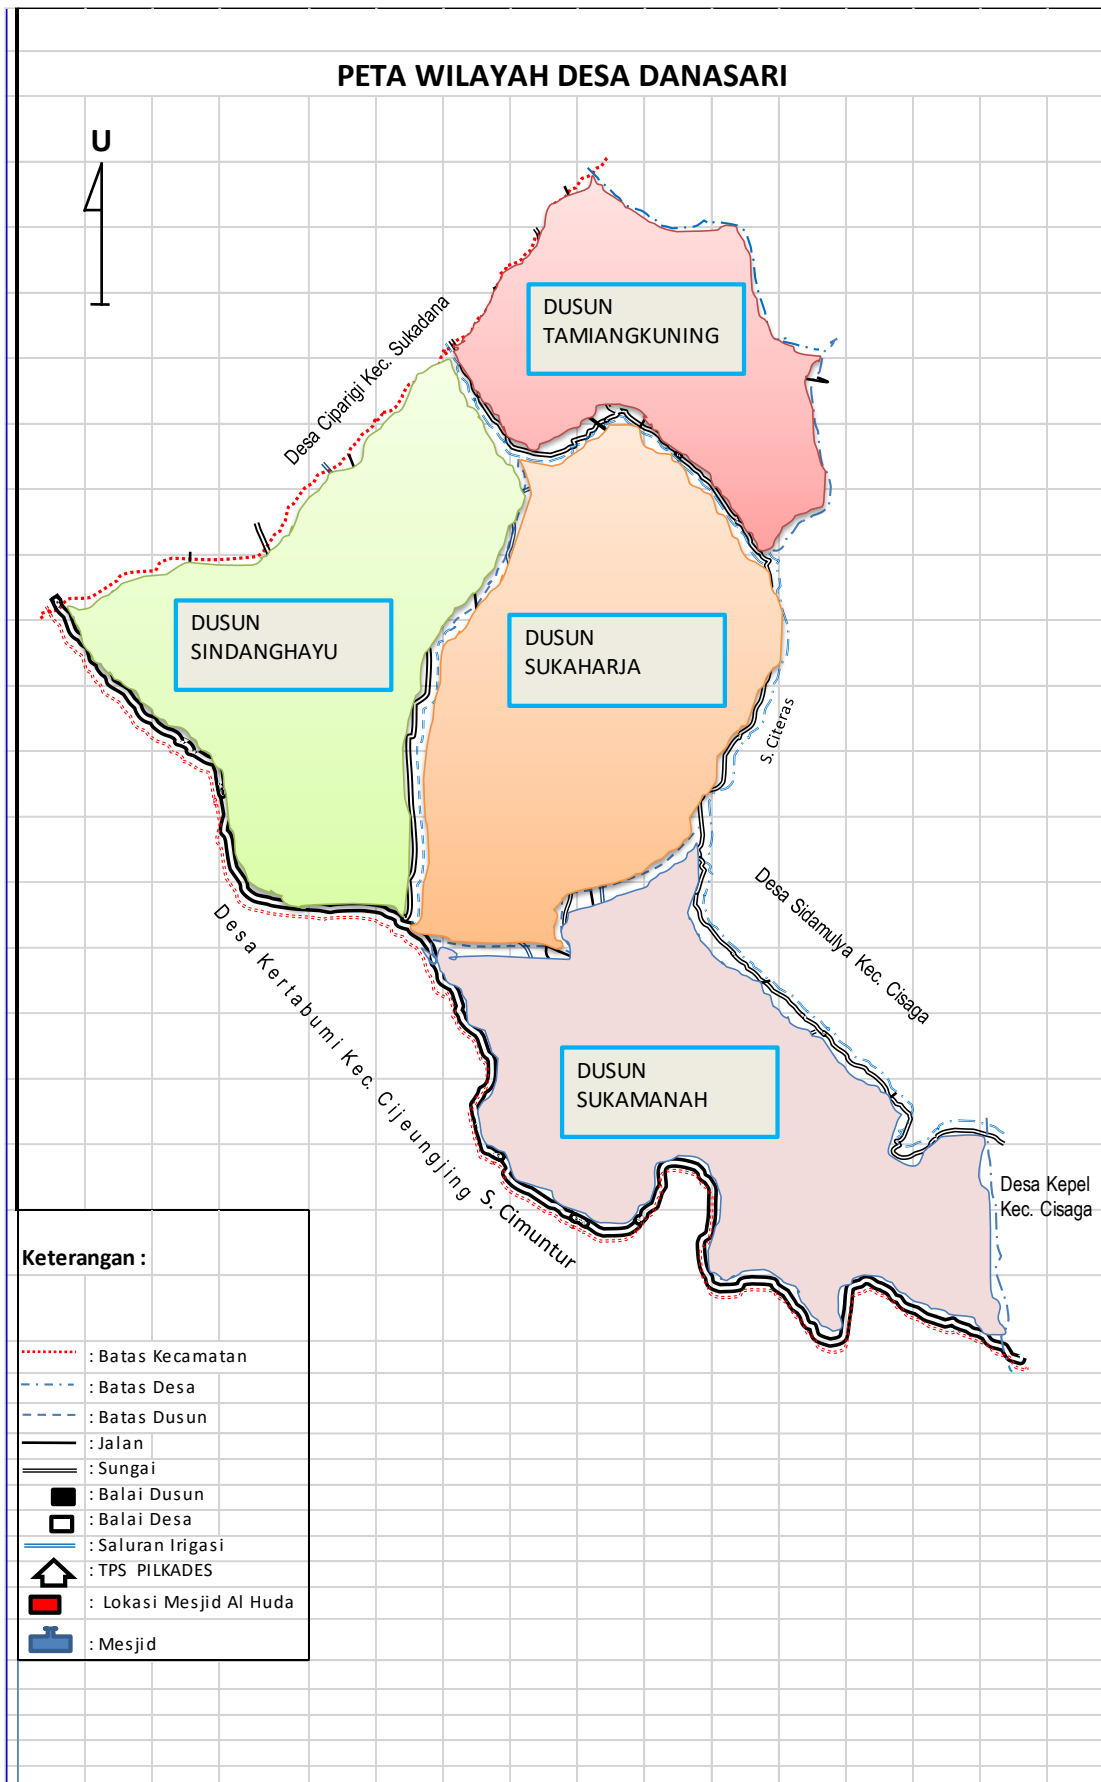 PETA WILAYAH DESA DANASARI
U
DUSUN
TAMIANGKUNING
Desa Ciparigi Kec. Sukadana
DUSUN
SINDANGHAYU
DUSUN
SUKAHARJA
S. Citeras
Desa Sidamulya Kec. Cisaga
Desa Kertabumi Kec. Cijeungjing
S. Cimuntur
DUSUN
SUKAMANAH
Desa Kepel
Kec. Cisaga
Keterangan :
: Batas Kecamatan
: Batas Desa
: Batas Dusun
: Jalan
: Sungai
: Balai Dusun
: Balai Desa
: Saluran Irigasi
: TPS PILKADES
: Lokasi Mesjid Al Huda
: Mesjid